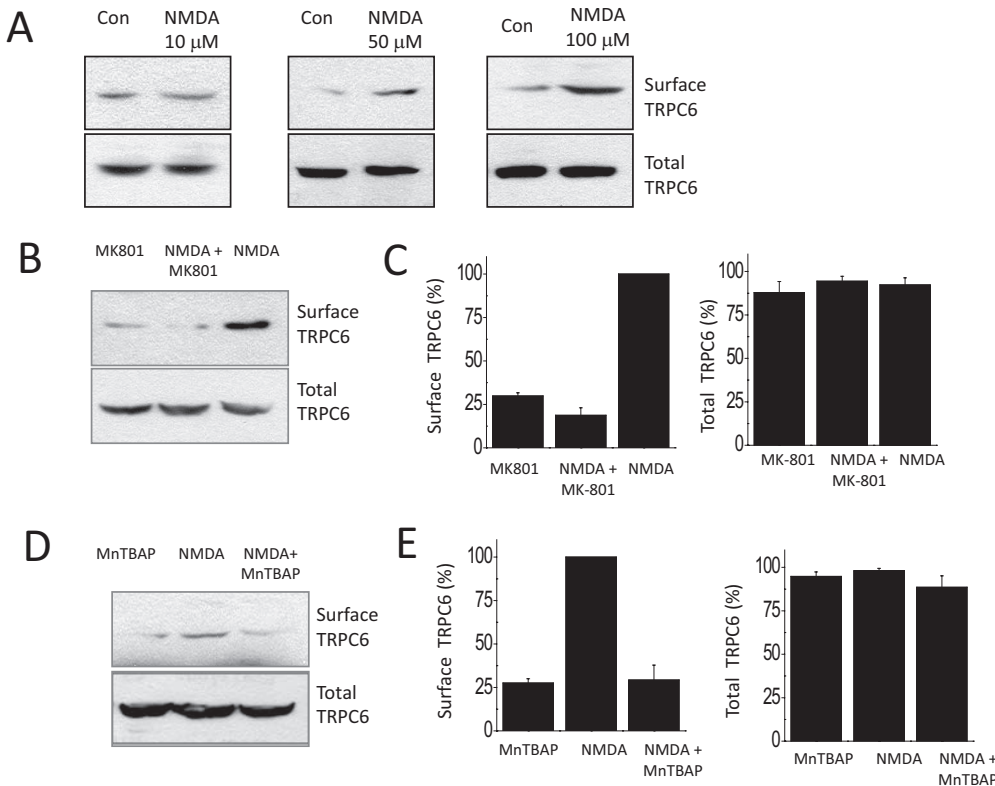 A
Con
NMDA
10 µM
Con
NMDA
50 µM
Con
NMDA
100 µM
Surface
TRPC6
Total
TRPC6
B
MK801
NMDA +
MK801
NMDA
Surface
TRPC6
Total
TRPC6
C
Surface TRPC6 (%)
100
75
50
25
0
MK801
NMDA +
MK-801
NMDA
Total TRPC6 (%)
100
75
50
25
0
MK-801
NMDA +
MK-801
NMDA
D
MnTBAP
NMDA
NMDA+
MnTBAP
Surface
TRPC6
Total
TRPC6
E
Surface TRPC6 (%)
100
75
50
25
0
MnTBAP
NMDA
NMDA +
MnTBAP
Total TRPC6 (%)
100
75
50
25
0
MnTBAP
NMDA
NMDA +
MnTBAP